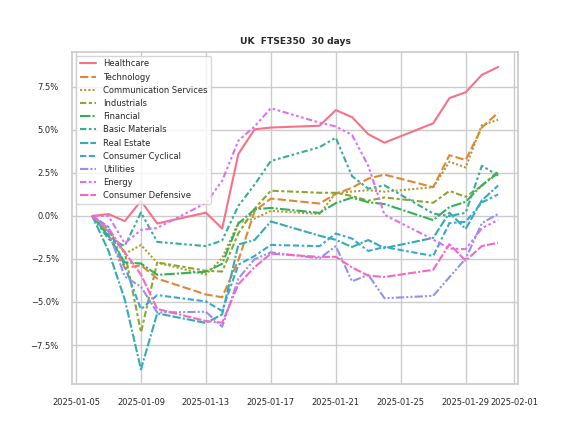 UK  FTSE350  30 days
Healthcare
Technology
Communication Services
Industrials
Financial
Basic Materials
Real Estate
Consumer Cyclical
Utilities
Energy
Consumer Defensive
7.5%
5.0%
2.5%
0.0%
−2.5%
−5.0%
−7.5%
2025-01-05 2025-01-09 2025-01-13 2025-01-17 2025-01-21 2025-01-25 2025-01-29 2025-02-01